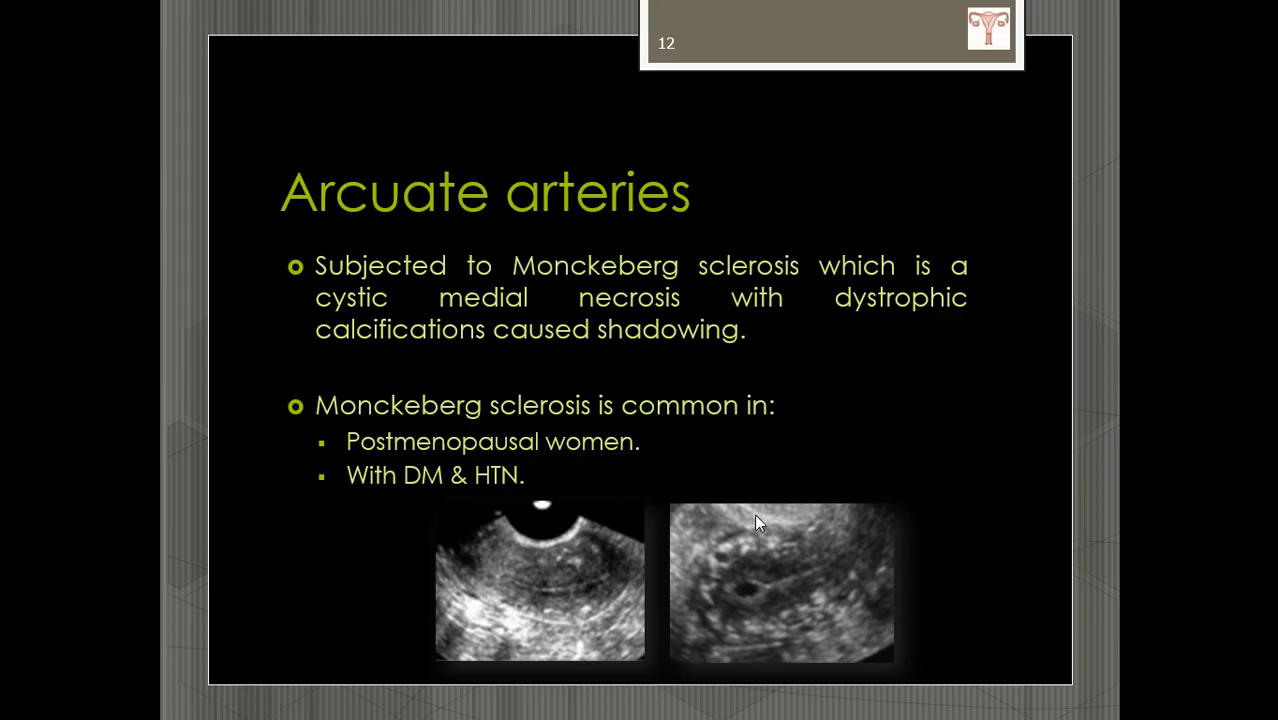 12
Arcuate arteries
Subjected to Monckeberg sclerosis which is a
cystic medial necrosis with dystrophic
calcifications caused shadowing.
Monckeberg sclerosis is common in:
Postmenopausal women.
With DM & HTN.